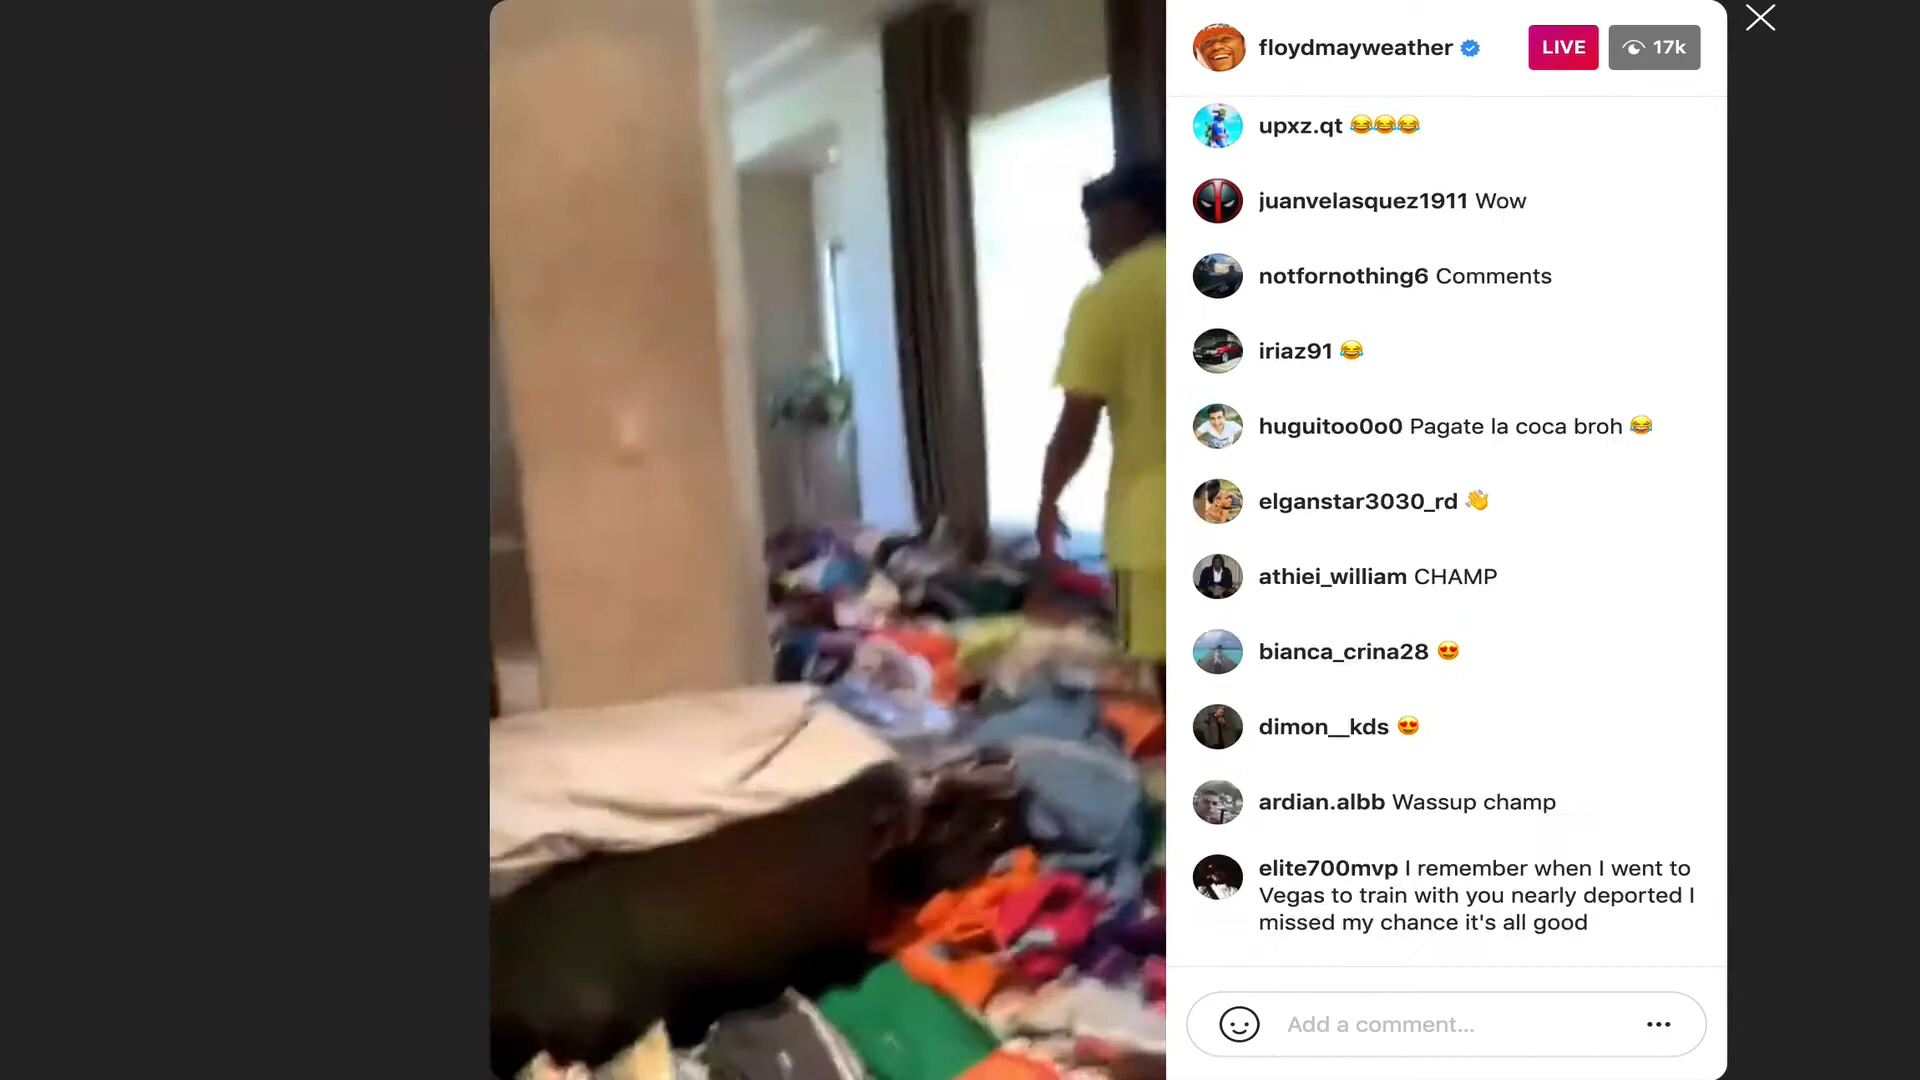 floydmayweather
LIVE
17k
upxz.qt 😂😂😂
juanvelasquez1911 Wow
notfornothing6 Comments
iriaz91 😂
huguitoo0o0 Pagate la coca broh 😂
elganstar3030_rd 👋
athiei_william CHAMP
bianca_crina28 😍
dimon__kds 😍
ardian.albb Wassup champ
elite700mvp I remember when I went to
Vegas to train with you nearly deported I
missed my chance it's all good
Add a comment...